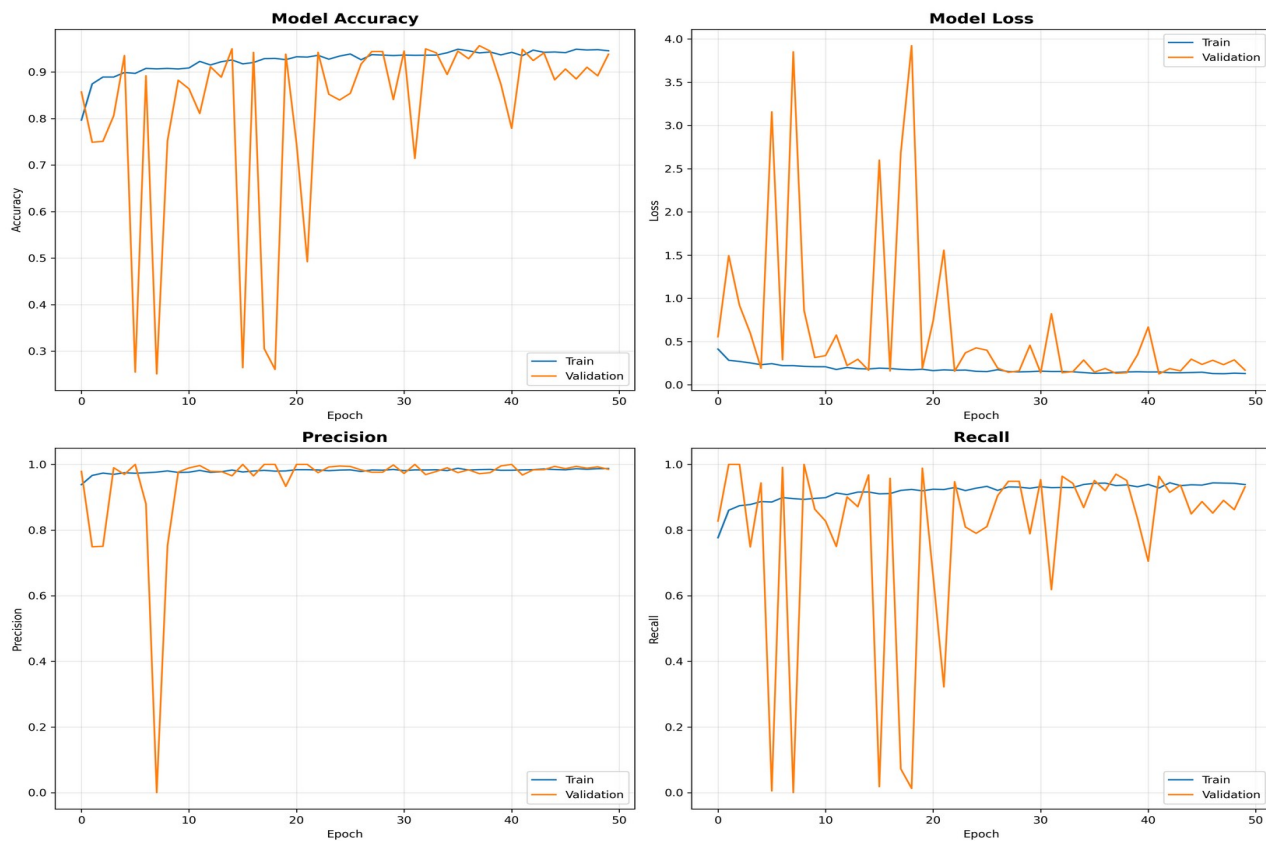 Model Accuracy
Accuracy
0.9
0.8
0.7
0.6
0.5
0.4
0.3
Train
Validation
0 10 20 30 40 50
Epoch
Model Loss
Loss
4.0
3.5
3.0
2.5
2.0
1.5
1.0
0.5
0.0
Train
Validation
0 10 20 30 40 50
Epoch
Precision
Precision
1.0
0.8
0.6
0.4
0.2
0.0
Train
Validation
0 10 20 30 40 50
Epoch
Recall
Recall
1.0
0.8
0.6
0.4
0.2
0.0
Train
Validation
0 10 20 30 40 50
Epoch